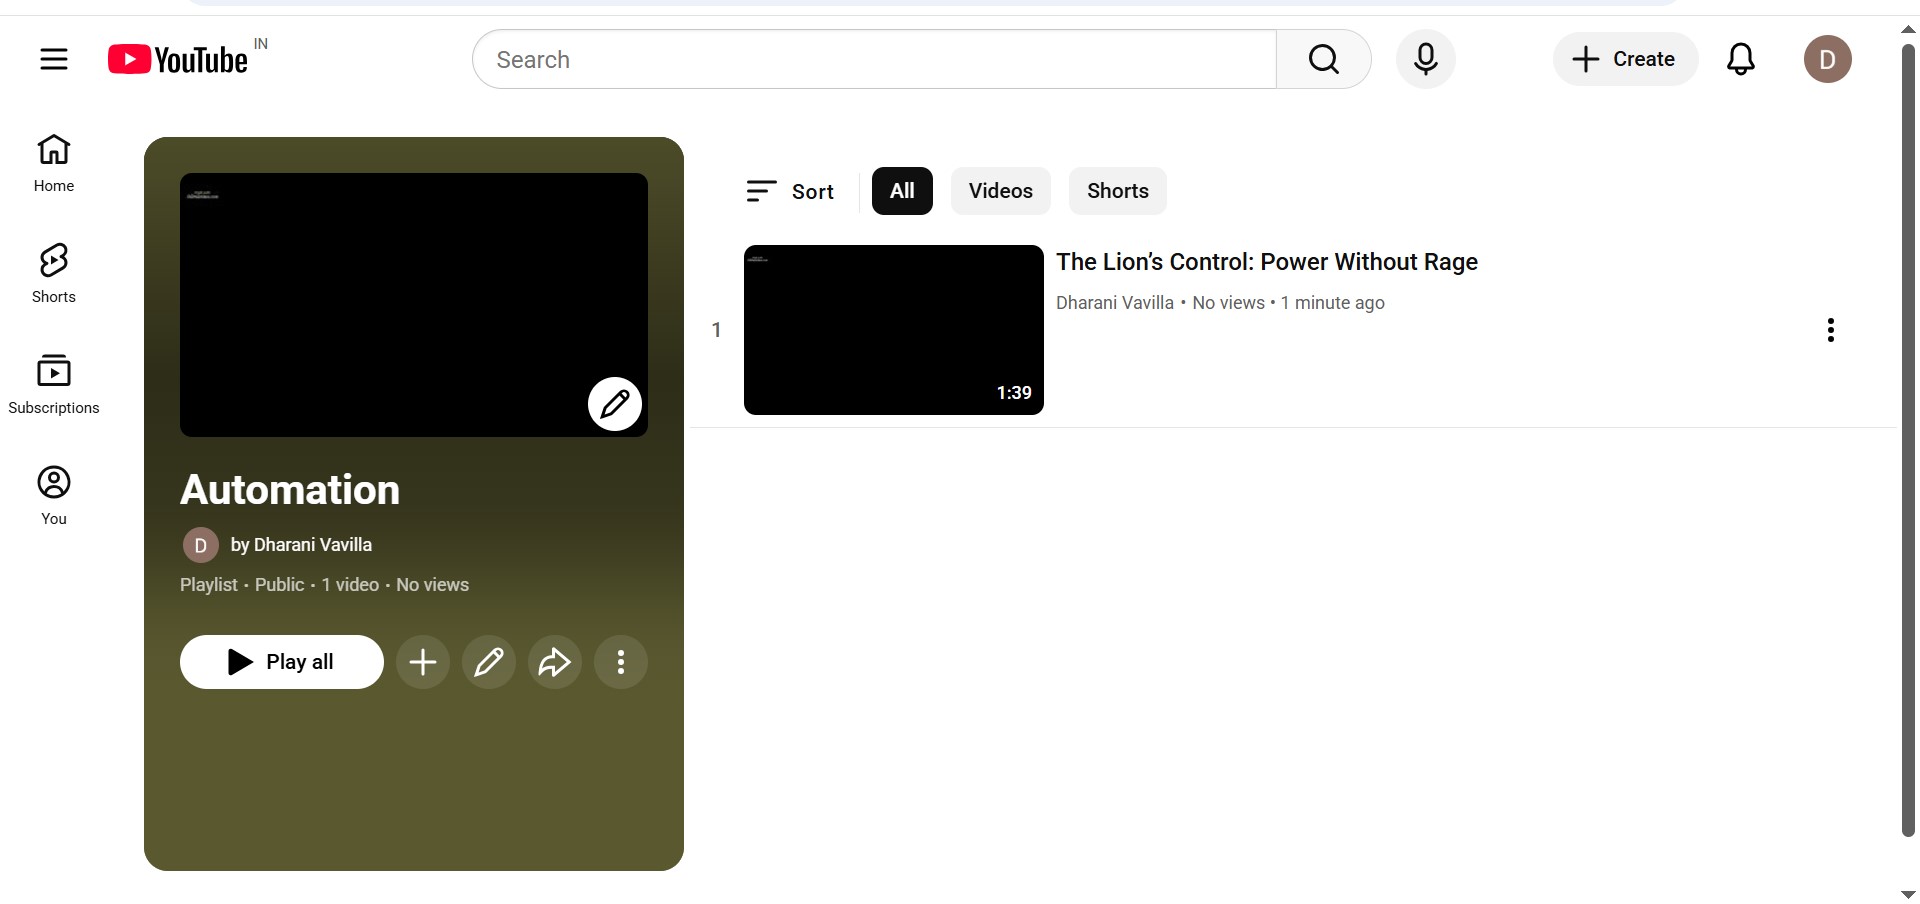 YouTube IN
Search
Create
D
Home
Shorts
Subscriptions
You
Automation
D by Dharani Vavilla
Playlist • Public • 1 video • No views
Play all
Sort
All
Videos
Shorts
1
1:39
The Lion’s Control: Power Without Rage
Dharani Vavilla • No views • 1 minute ago